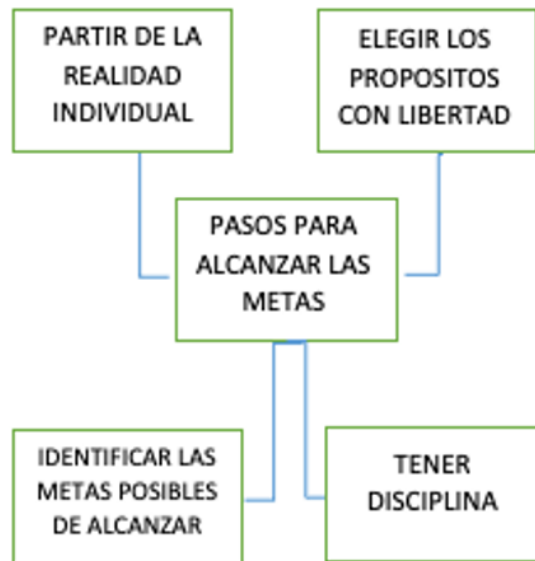 PARTIR DE LA
REALIDAD
INDIVIDUAL
ELEGIR LOS
PROPOSITOS
CON LIBERTAD
PASOS PARA
ALCANZAR LAS
METAS
IDENTIFICAR LAS
METAS POSIBLES
DE ALCANZAR
TENER
DISCIPLINA